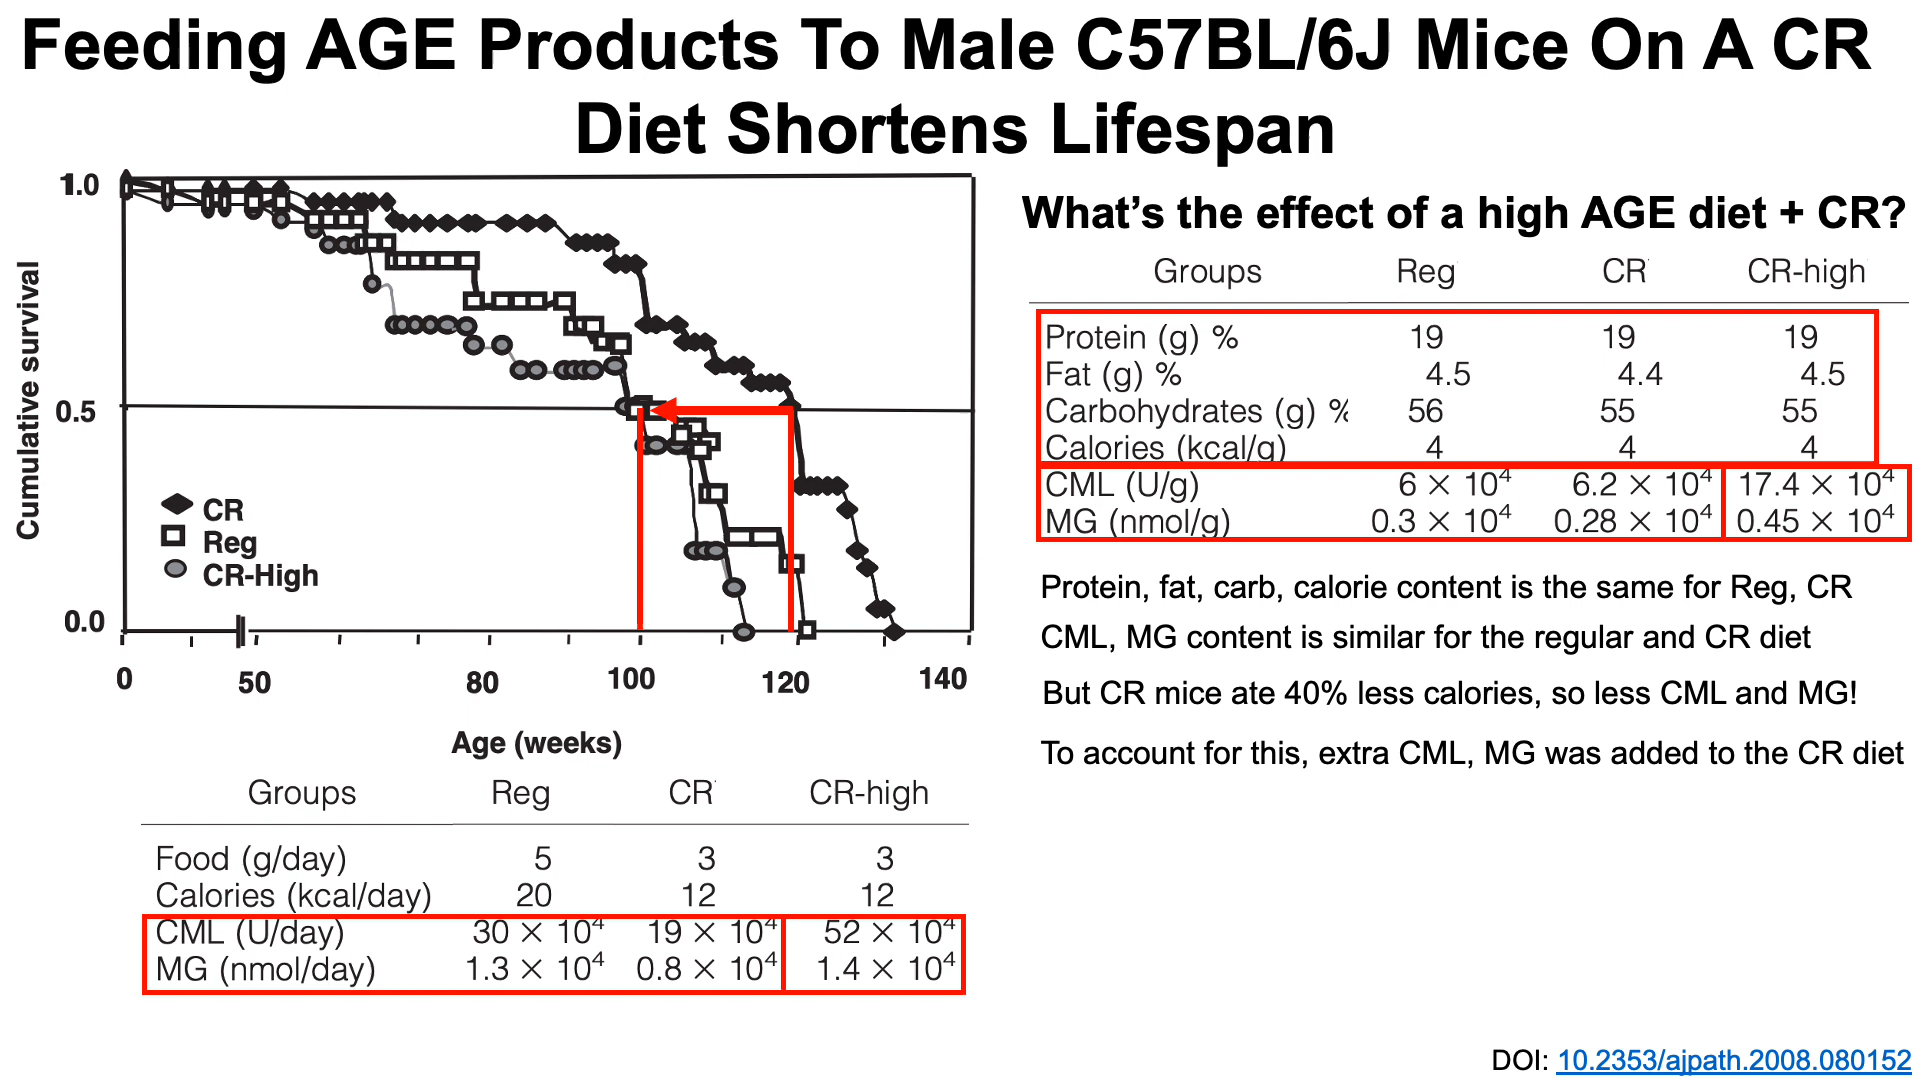 Feeding AGE Products To Male C57BL/6J Mice On A CR
Diet Shortens Lifespan
1.0
0.5
0.0
Cumulative survival
CR
Reg
CR-High
0 50 80 100 120 140
Age (weeks)
Groups Reg CR CR-high
Food (g/day) 5 3 3
Calories (kcal/day) 20 12 12
CML (U/day) 30 × 10⁴ 19 × 10⁴ 52 × 10⁴
MG (nmol/day) 1.3 × 10⁴ 0.8 × 10⁴ 1.4 × 10⁴
What's the effect of a high AGE diet + CR?
Groups Reg CR CR-high
Protein (g) % 19 19 19
Fat (g) % 4.5 4.4 4.5
Carbohydrates (g) % 56 55 55
Calories (kcal/g) 4 4 4
CML (U/g) 6 × 10⁴ 6.2 × 10⁴ 17.4 × 10⁴
MG (nmol/g) 0.3 × 10⁴ 0.28 × 10⁴ 0.45 × 10⁴
Protein, fat, carb, calorie content is the same for Reg, CR
CML, MG content is similar for the regular and CR diet
But CR mice ate 40% less calories, so less CML and MG!
To account for this, extra CML, MG was added to the CR diet
DOI: 10.2353/ajpath.2008.080152